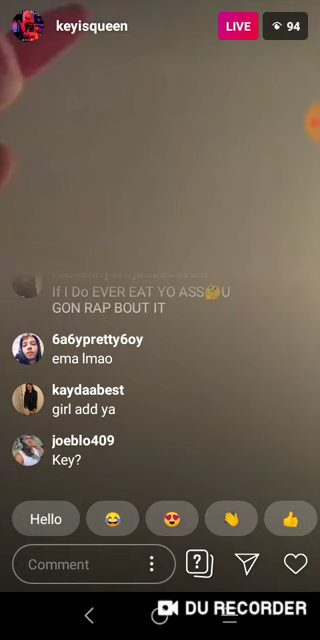 keyisqueen
LIVE
94
If I Do EVER EAT YO ASS🤔U
GON RAP BOUT IT
6a6ypretty6oy
ema lmao
kaydaabest
girl add ya
joeblo409
Key?
Hello
Comment
DU RECORDER